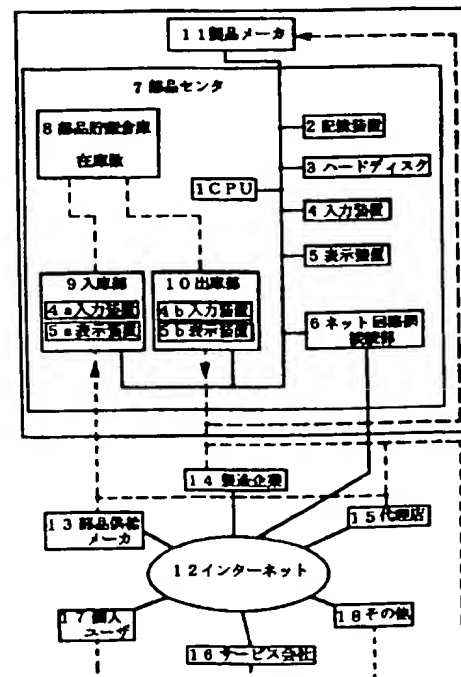 11製品メーカ
7部品センタ
8部品貯蔵倉庫
在庫数
2記憶装置
3ハードディスク
1CPU
4入力装置
5表示装置
9入庫部
4a入力装置
5a表示装置
10出庫部
4b入力装置
5b表示装置
6ネット回路網
接続部
14製造企業
13部品供給
メーカ
15代理店
12インターネット
17個人
ユーザ
18その他
16サービス会社